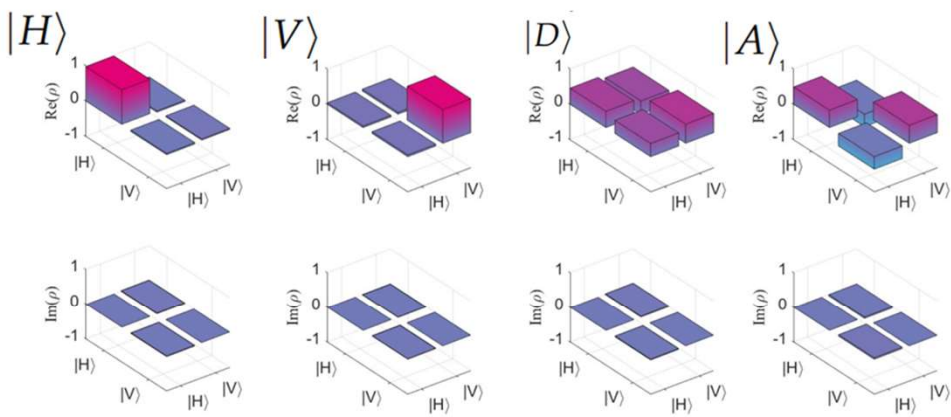 |H⟩ |V⟩ |D⟩ |A⟩
1 1 1 1
Re(ρ) 0 Re(ρ) 0 Re(ρ) 0 Re(ρ) 0
-1 -1 -1 -1
|H⟩ |H⟩ |H⟩ |H⟩
|V⟩ |V⟩ |V⟩ |V⟩ |V⟩ |V⟩ |V⟩ |V⟩
|H⟩ |H⟩ |H⟩ |H⟩
1 1 1 1
Im(ρ) 0 Im(ρ) 0 Im(ρ) 0 Im(ρ) 0
-1 -1 -1 -1
|H⟩ |H⟩ |H⟩ |H⟩
|V⟩ |V⟩ |V⟩ |V⟩ |V⟩ |V⟩ |V⟩ |V⟩
|H⟩ |H⟩ |H⟩ |H⟩